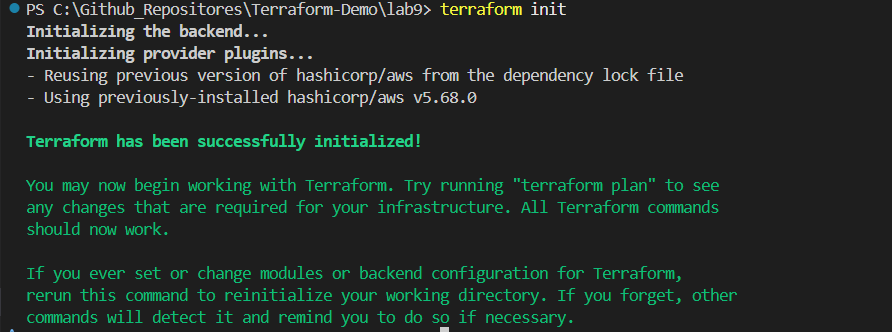 PS C:\Github_Repositores\Terraform-Demo\lab9> terraform init
Initializing the backend...
Initializing provider plugins...
- Reusing previous version of hashicorp/aws from the dependency lock file
- Using previously-installed hashicorp/aws v5.68.0
Terraform has been successfully initialized!
You may now begin working with Terraform. Try running "terraform plan" to see
any changes that are required for your infrastructure. All Terraform commands
should now work.
If you ever set or change modules or backend configuration for Terraform,
rerun this command to reinitialize your working directory. If you forget, other
commands will detect it and remind you to do so if necessary.